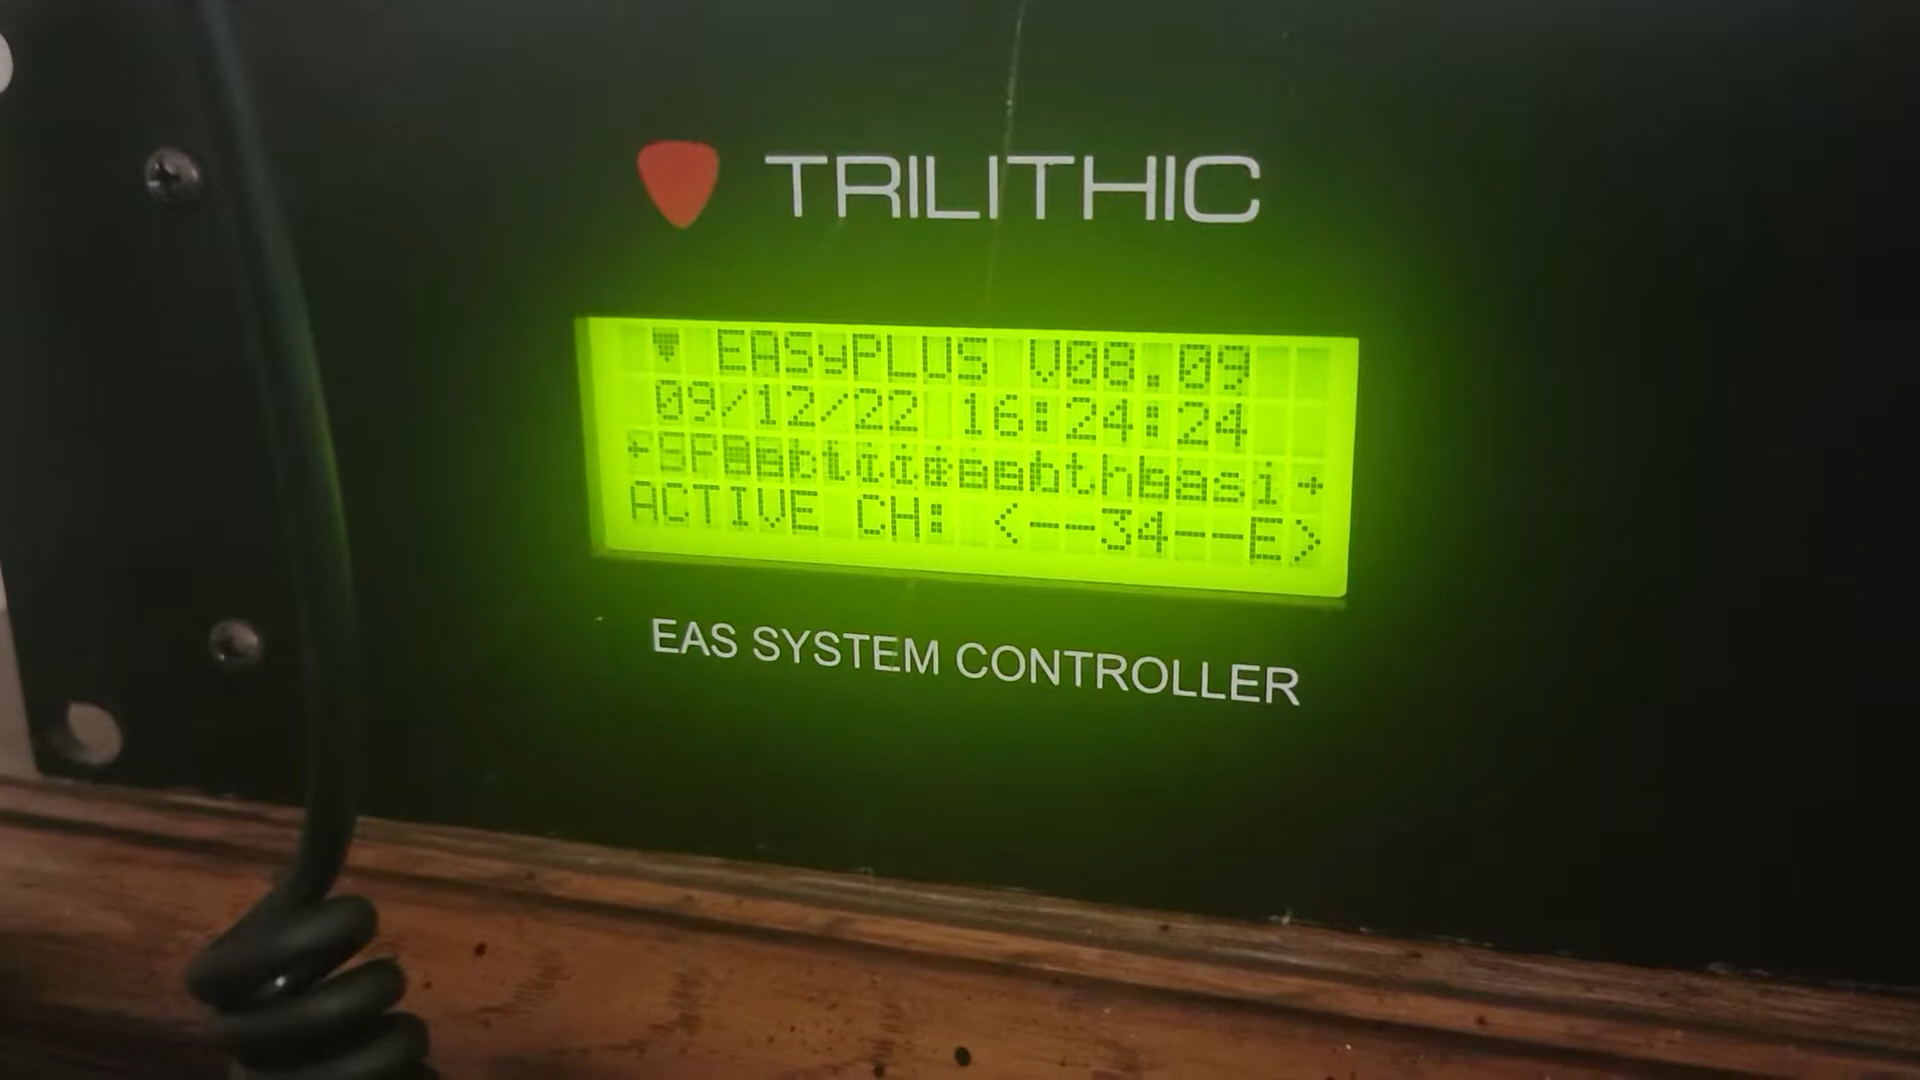 TRILITHIC
EASyPLUS V08.09
09/12/22 16:24:24
ACTIVE CH: <--34--E>
EAS SYSTEM CONTROLLER